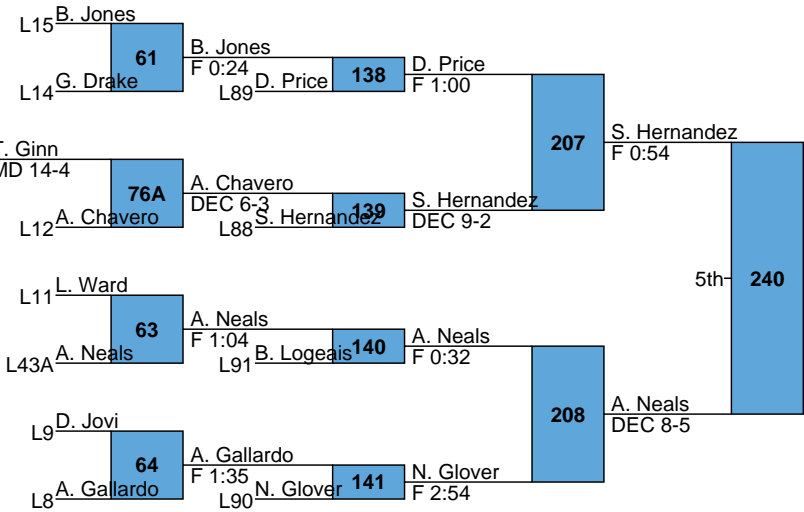 L15 B. Jones
61
L14 G. Drake
B. Jones
F 0:24
L89 D. Price
138
D. Price
F 1:00
T. Ginn
MD 14-4
76A
L12 A. Chavero
A. Chavero
DEC 6-3
L88 S. Hernandez
139
S. Hernandez
DEC 9-2
207
S. Hernandez
F 0:54
L11 L. Ward
63
L43A A. Neals
A. Neals
F 1:04
L91 B. Logeais
140
A. Neals
F 0:32
L9 D. Jovi
64
L8 A. Gallardo
A. Gallardo
F 1:35
L90 N. Glover
141
N. Glover
F 2:54
208
A. Neals
DEC 8-5
5th
240